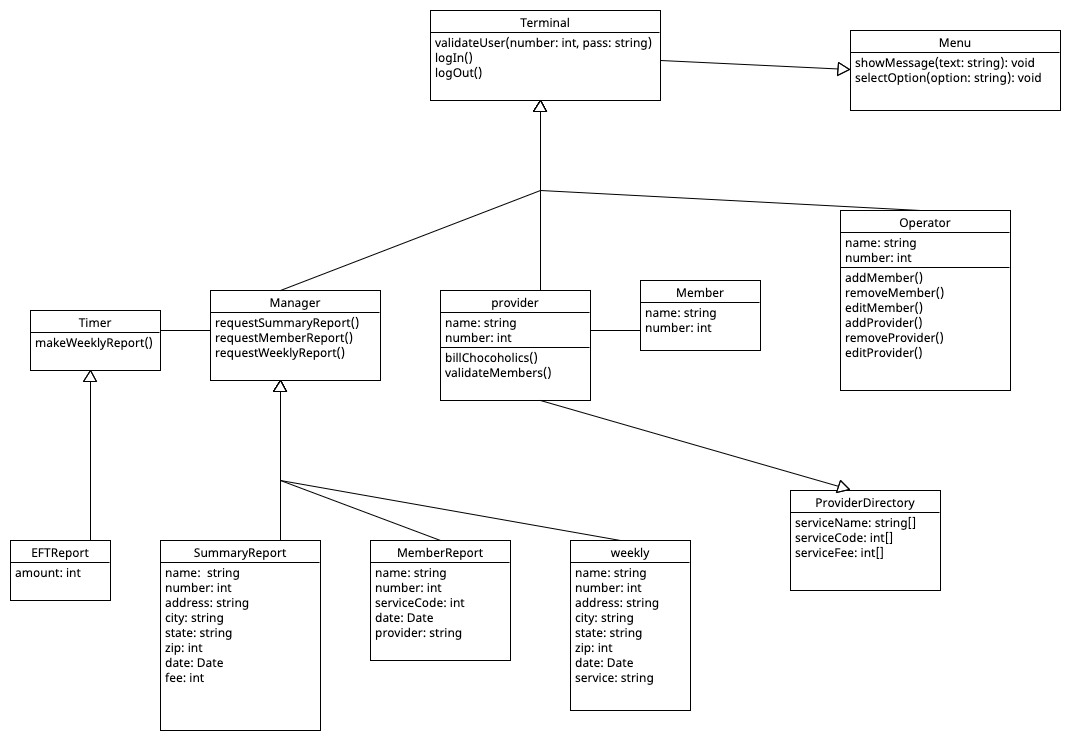 Terminal
validateUser(number: int, pass: string)
logIn()
logOut()
Menu
showMessage(text: string): void
selectOption(option: string): void
Operator
name: string
number: int
addMember()
removeMember()
editMember()
addProvider()
removeProvider()
editProvider()
Timer
makeWeeklyReport()
Manager
requestSummaryReport()
requestMemberReport()
requestWeeklyReport()
provider
name: string
number: int
billChocoholics()
validateMembers()
Member
name: string
number: int
ProviderDirectory
serviceName: string[]
serviceCode: int[]
serviceFee: int[]
EFTReport
amount: int
SummaryReport
name:  string
number: int
address: string
city: string
state: string
zip: int
date: Date
fee: int
MemberReport
name: string
number: int
serviceCode: int
date: Date
provider: string
weekly
name: string
number: int
address: string
city: string
state: string
zip: int
date: Date
service: string